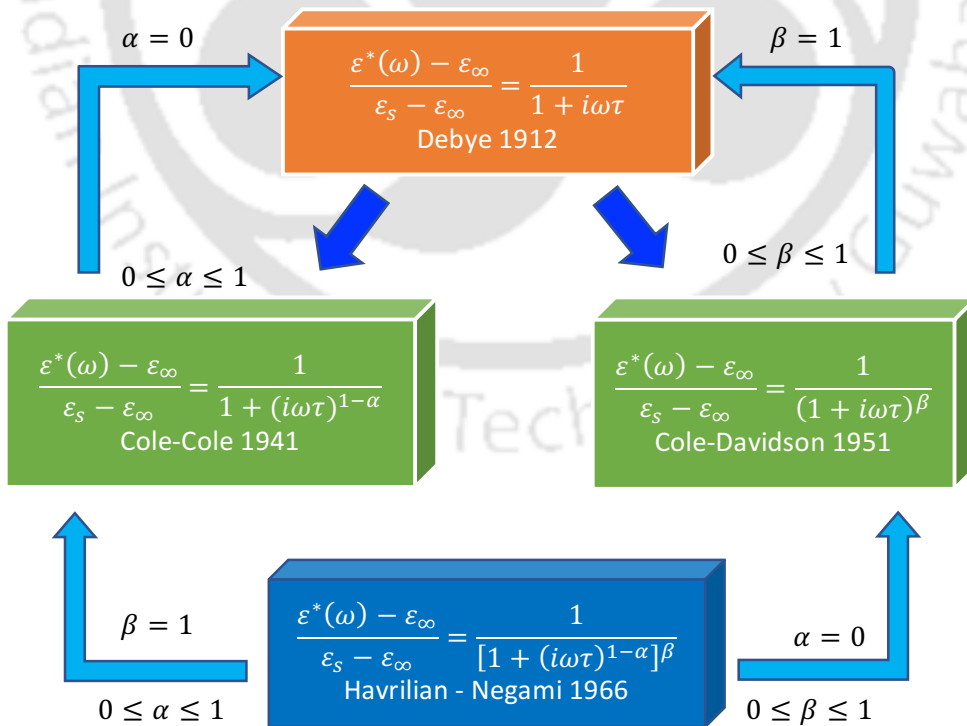 α = 0
β = 1
ε*(ω) − ε∞ / εs − ε∞ = 1 / 1 + iωτ
Debye 1912
0 ≤ α ≤ 1
0 ≤ β ≤ 1
ε*(ω) − ε∞ / εs − ε∞ = 1 / 1 + (iωτ)^{1−α}
Cole-Cole 1941
ε*(ω) − ε∞ / εs − ε∞ = 1 / (1 + iωτ)^β
Cole-Davidson 1951
Tech
β = 1
0 ≤ α ≤ 1
ε*(ω) − ε∞ / εs − ε∞ = 1 / [1 + (iωτ)^{1−α}]^β
Havrilian - Negami 1966
α = 0
0 ≤ β ≤ 1